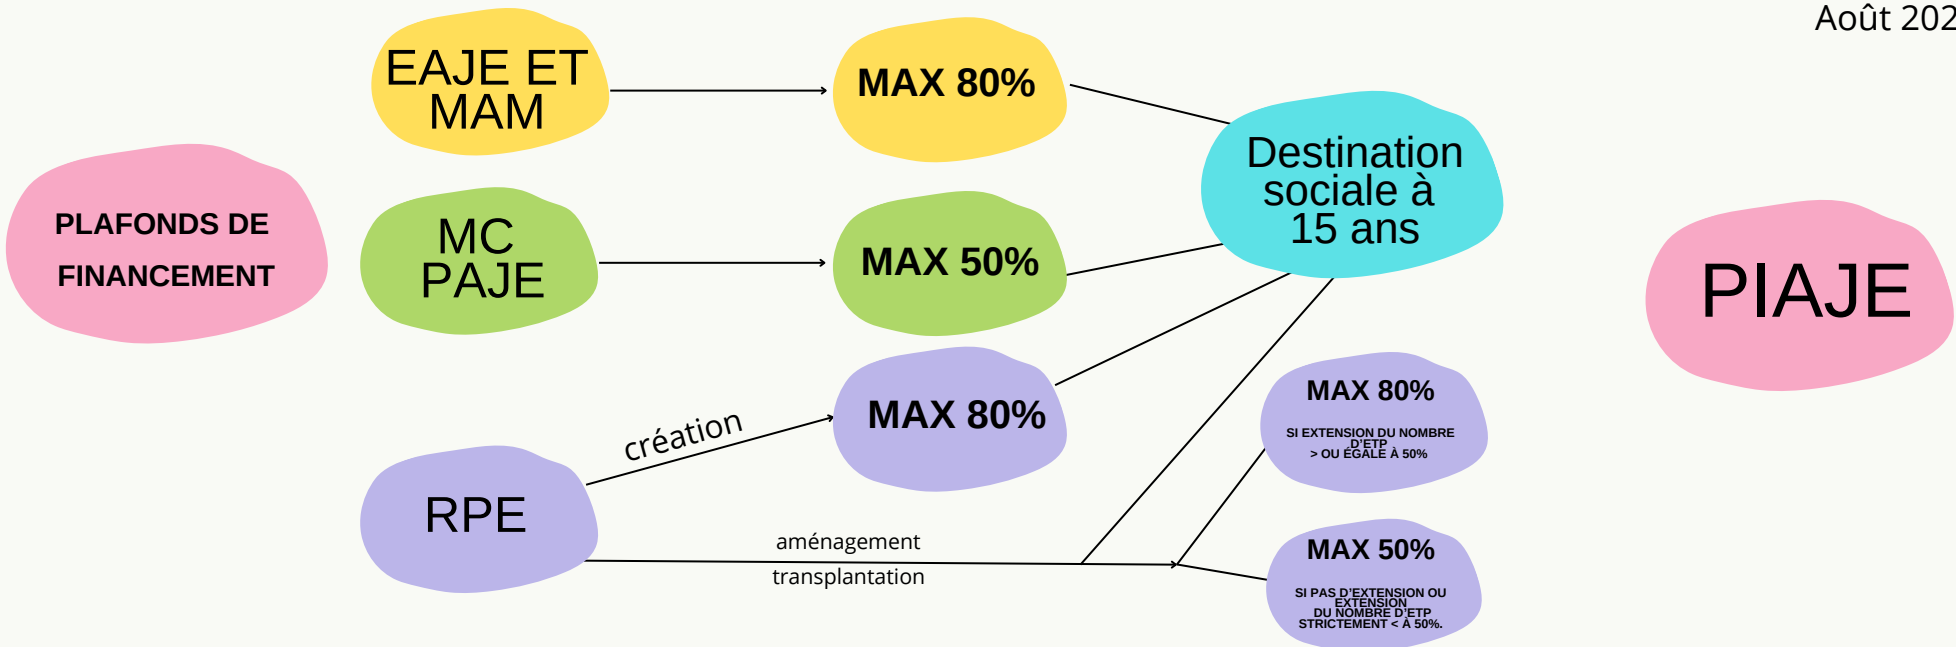 Août 202
PLAFONDS DE
FINANCEMENT
EAJE ET
MAM
MAX 80%
MC
PAJE
MAX 50%
Destination
sociale à
15 ans
PIAJE
RPE
création
MAX 80%
aménagement
transplantation
MAX 80%
SI EXTENSION DU NOMBRE
D'ETP
> OU ÉGALE À 50%
MAX 50%
SI PAS D'EXTENSION OU
EXTENSION
DU NOMBRE D'ETP
STRICTEMENT < À 50%.